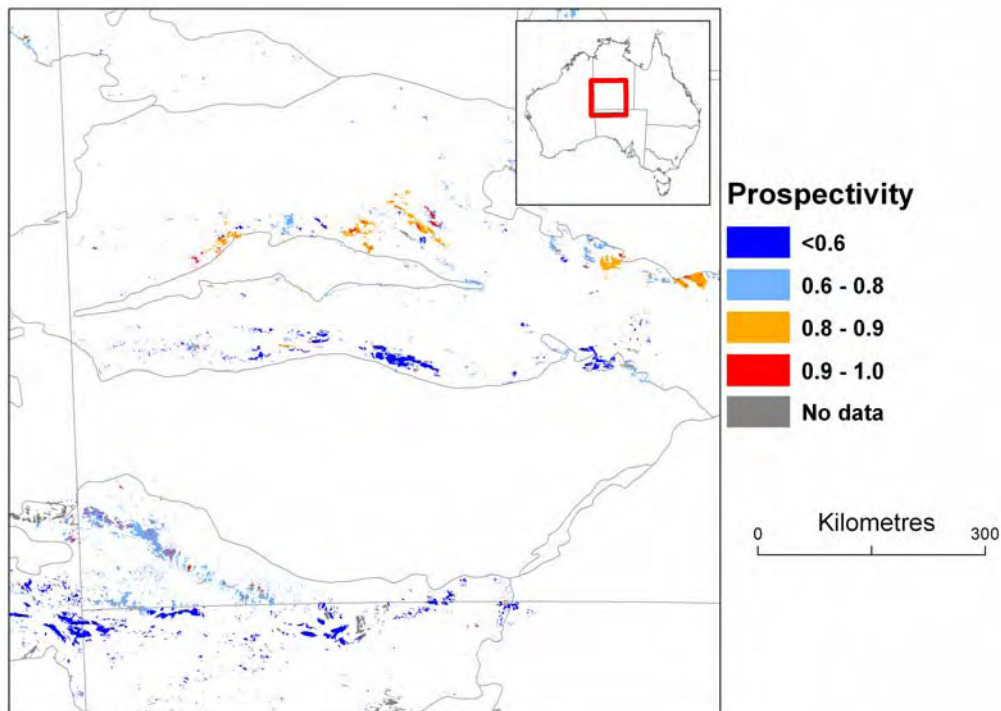 Prospectivity
<0.6
0.6 - 0.8
0.8 - 0.9
0.9 - 1.0
No data
Kilometres
0 300